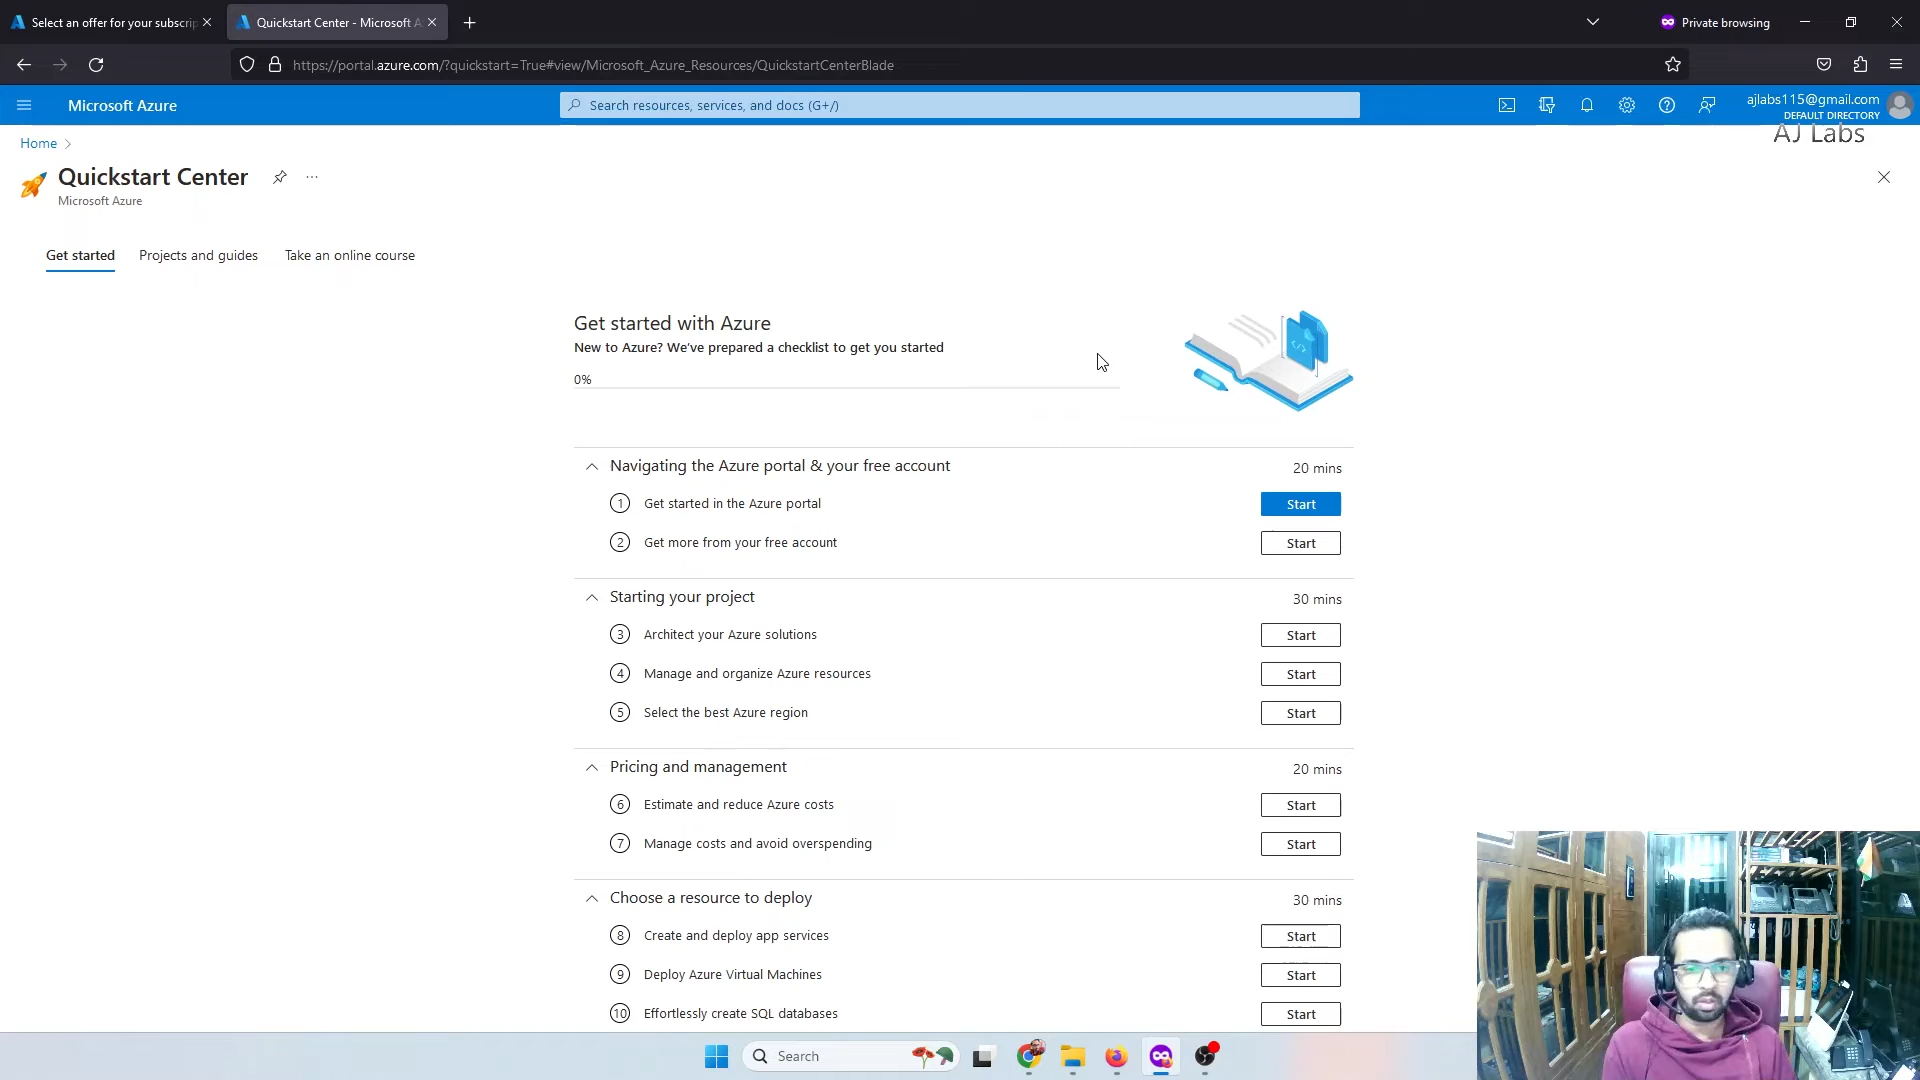 Select an offer for your subscrip
Quickstart Center - Microsoft A
Private browsing
https://portal.azure.com/?quickstart=True#view/Microsoft_Azure_Resources/QuickstartCenterBlade
Microsoft Azure
Search resources, services, and docs (G+/)
ajlabs115@gmail.com
DEFAULT DIRECTORY
AJ Labs
Home
Quickstart Center
Microsoft Azure
Get started
Projects and guides
Take an online course
Get started with Azure
New to Azure? We've prepared a checklist to get you started
0%
Navigating the Azure portal & your free account
20 mins
1 Get started in the Azure portal
Start
2 Get more from your free account
Start
Starting your project
30 mins
3 Architect your Azure solutions
Start
4 Manage and organize Azure resources
Start
5 Select the best Azure region
Start
Pricing and management
20 mins
6 Estimate and reduce Azure costs
Start
7 Manage costs and avoid overspending
Start
Choose a resource to deploy
30 mins
8 Create and deploy app services
Start
9 Deploy Azure Virtual Machines
Start
10 Effortlessly create SQL databases
Start
Search